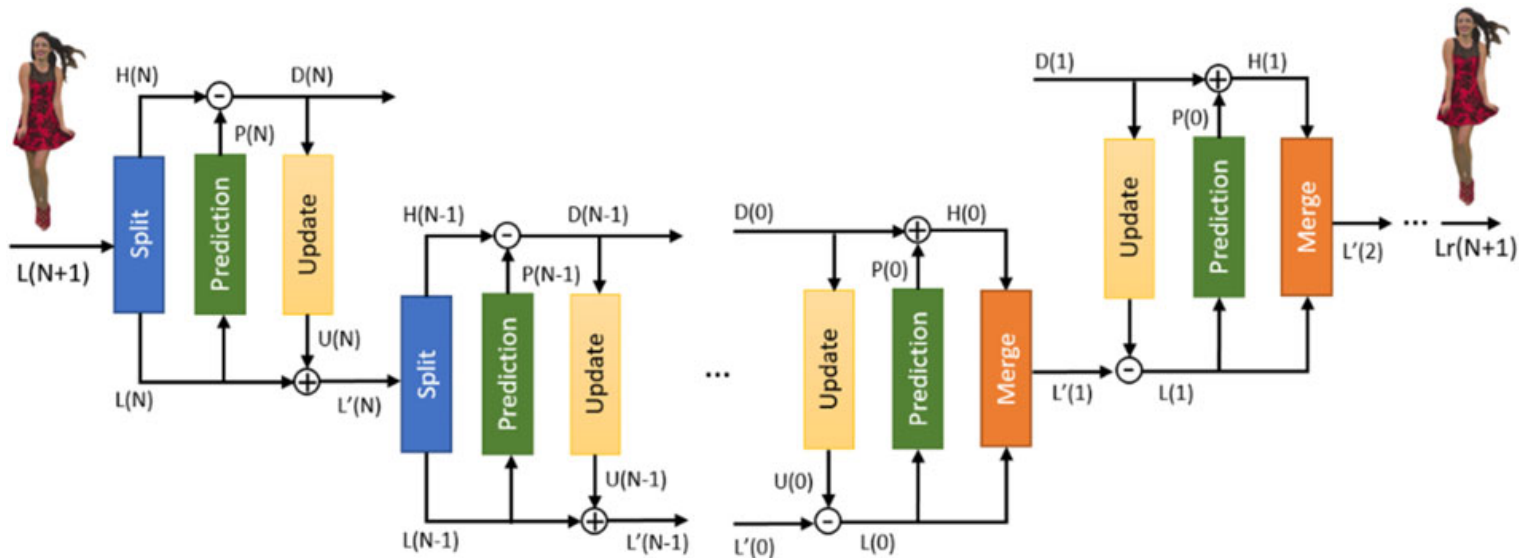 L(N+1)
Split
H(N)
L(N)
Prediction
P(N)
D(N)
Update
U(N)
L'(N)
Split
H(N-1)
L(N-1)
Prediction
P(N-1)
D(N-1)
Update
U(N-1)
L'(N-1)
...
D(0)
Update
U(0)
L'(0)
L(0)
Prediction
P(0)
H(0)
Merge
L'(1)
D(1)
Update
L(1)
Prediction
P(0)
H(1)
Merge
L'(2)
...
Lr(N+1)